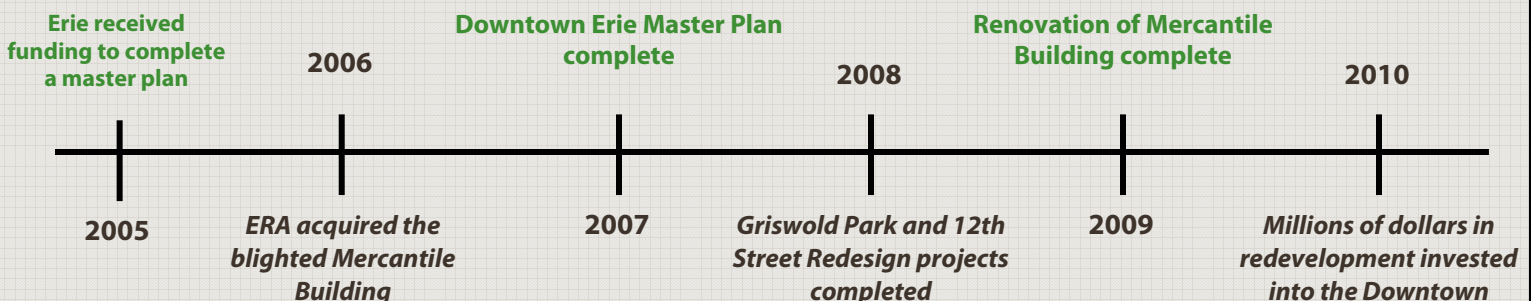 Erie received
funding to complete
a master plan
2005
2006
ERA acquired the
blighted Mercantile
Building
Downtown Erie Master Plan
complete
2007
2008
Griswold Park and 12th
Street Redesign projects
completed
Renovation of Mercantile
Building complete
2009
2010
Millions of dollars in
redevelopment invested
into the Downtown